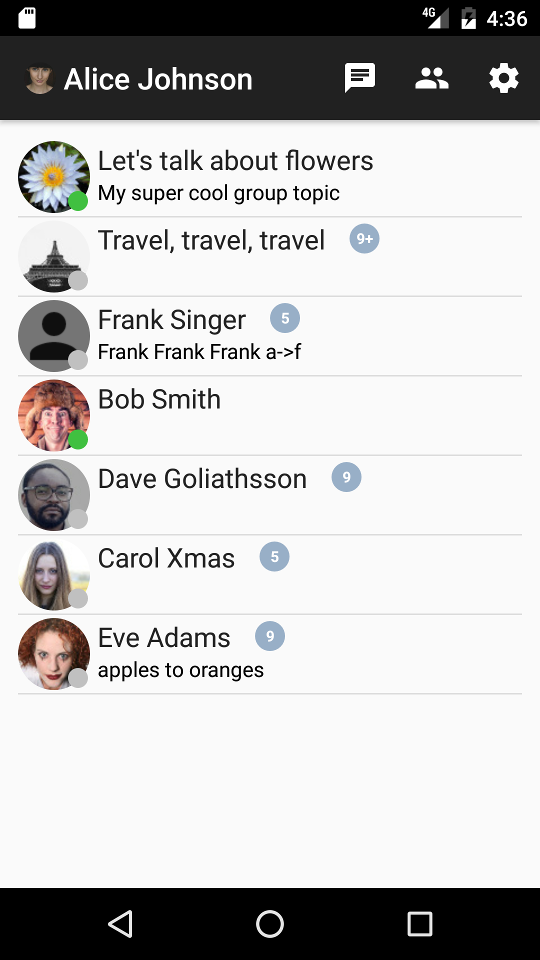 4G 4:36
Alice Johnson
Let's talk about flowers
My super cool group topic
Travel, travel, travel 9+
Frank Singer 5
Frank Frank Frank a->f
Bob Smith
Dave Goliathsson 9
Carol Xmas 5
Eve Adams 9
apples to oranges